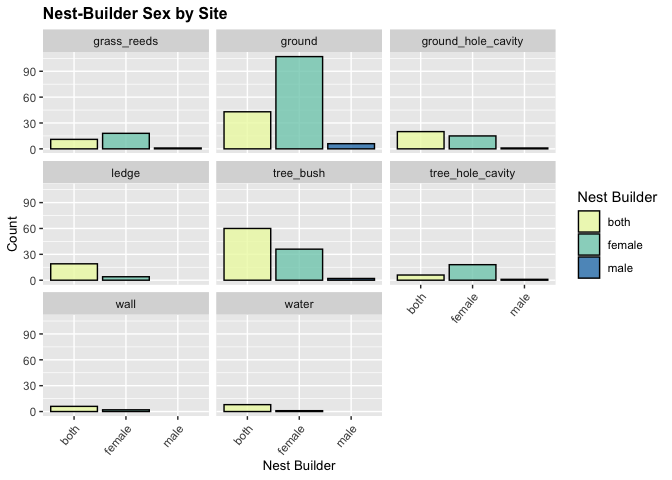 Nest-Builder Sex by Site
grass_reeds
ground
ground_hole_cavity
90
60
30
0
ledge
tree_bush
tree_hole_cavity
90
60
30
0
wall
water
90
60
30
0
both
female
male
both
female
male
both
female
male
Count
Nest Builder
Nest Builder
both
female
male